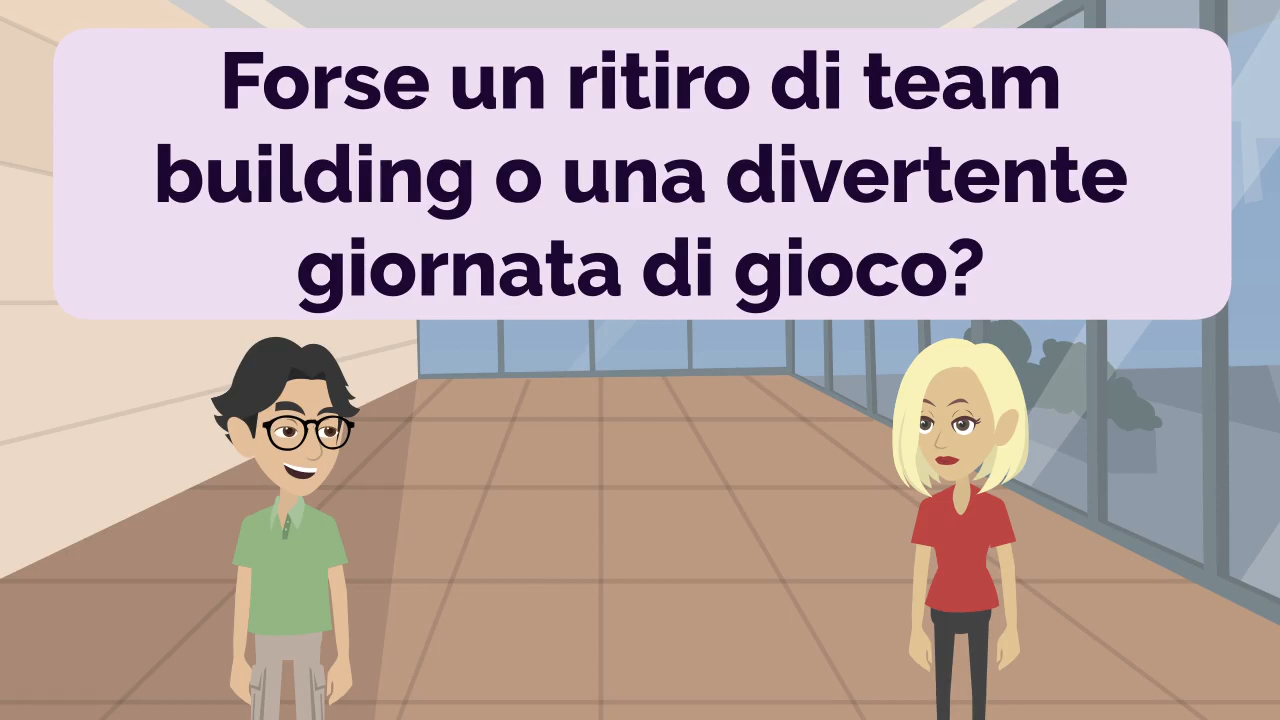 Forse un ritiro di team
building o una divertente
giornata di gioco?